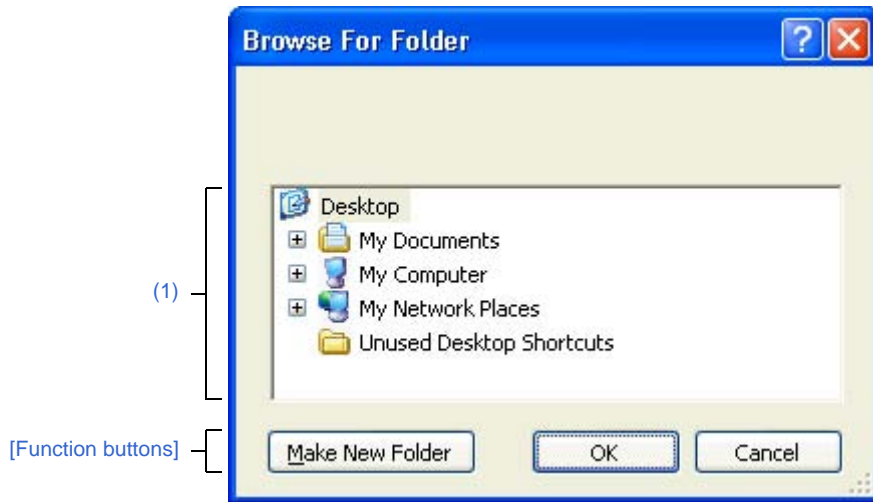 Browse For Folder
Desktop
My Documents
My Computer
(1)
My Network Places
Unused Desktop Shortcuts
[Function buttons]
Make New Folder
OK
Cancel